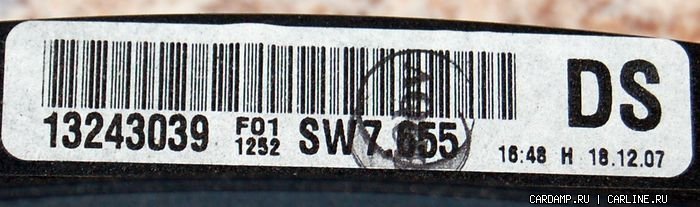 DS
13243039 F01 1252 SW7.655 16:48 H 18.12.07
CARDAMP.RU | CARLINE.RU